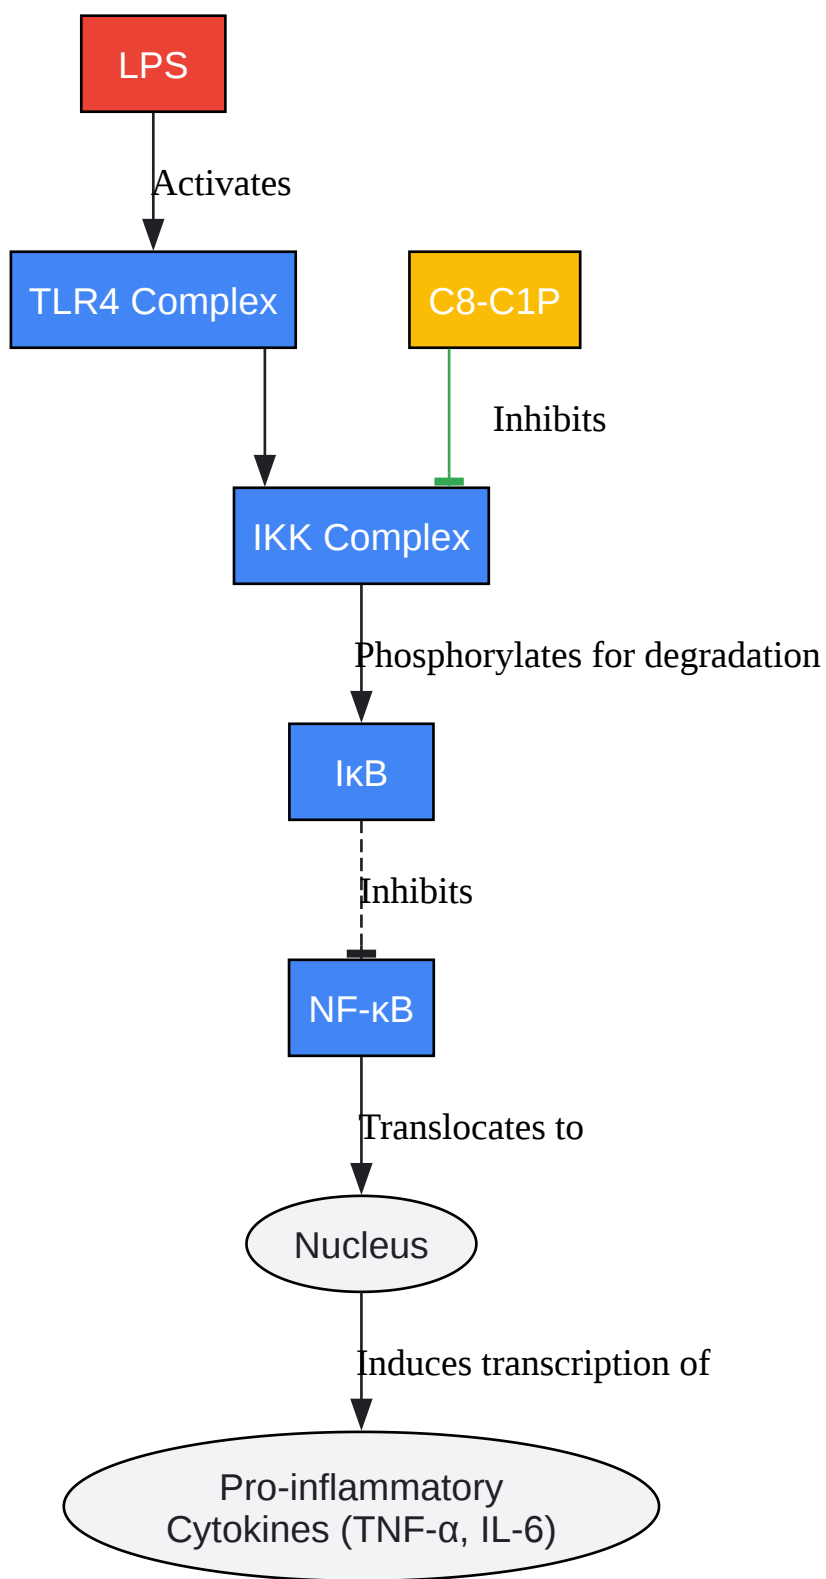 LPS
Activates
TLR4 Complex
C8-C1P
Inhibits
IKK Complex
Phosphorylates for degradation
IκB
Inhibits
NF-κB
Translocates to
Nucleus
Induces transcription of
Pro-inflammatory
Cytokines (TNF-α, IL-6)